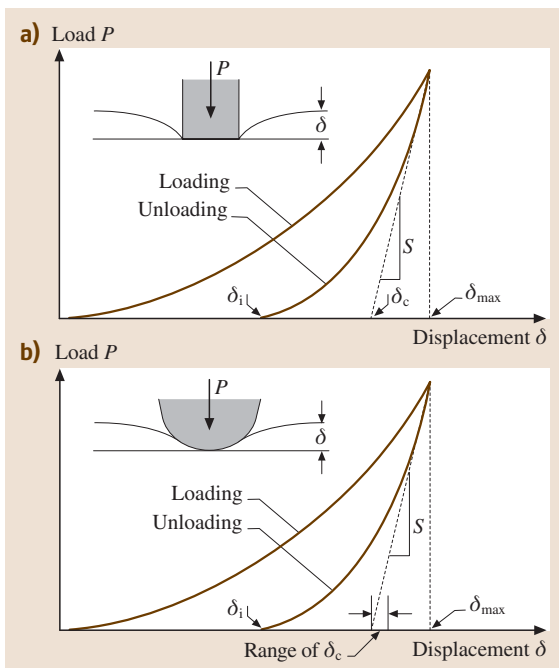 a) Load P
P
δ
Loading
Unloading
S
δi
δc
δmax
Displacement δ
b) Load P
P
δ
Loading
Unloading
S
δi
δmax
Range of δc
Displacement δ